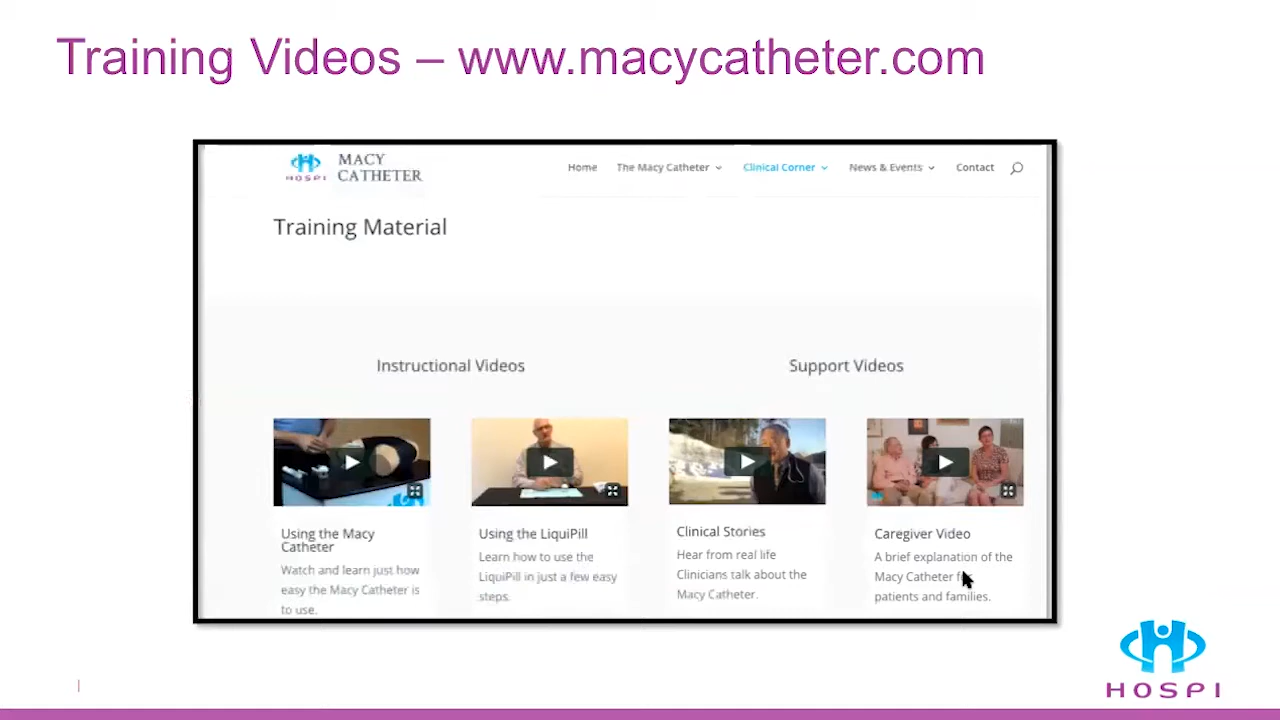 Training Videos – www.macycatheter.com
HOSPI
MACY
CATHETER
Home The Macy Catheter Clinical Corner News & Events Contact
Training Material
Instructional Videos
Support Videos
Using the Macy
Catheter
Watch and learn just how
easy the Macy Catheter is
to use.
Using the LiquiPill
Learn how to use the
LiquiPill in just a few easy
steps.
Clinical Stories
Hear from real life
Clinicians talk about the
Macy Catheter.
Caregiver Video
A brief explanation of the
Macy Catheter
patients and families.
HOSPI